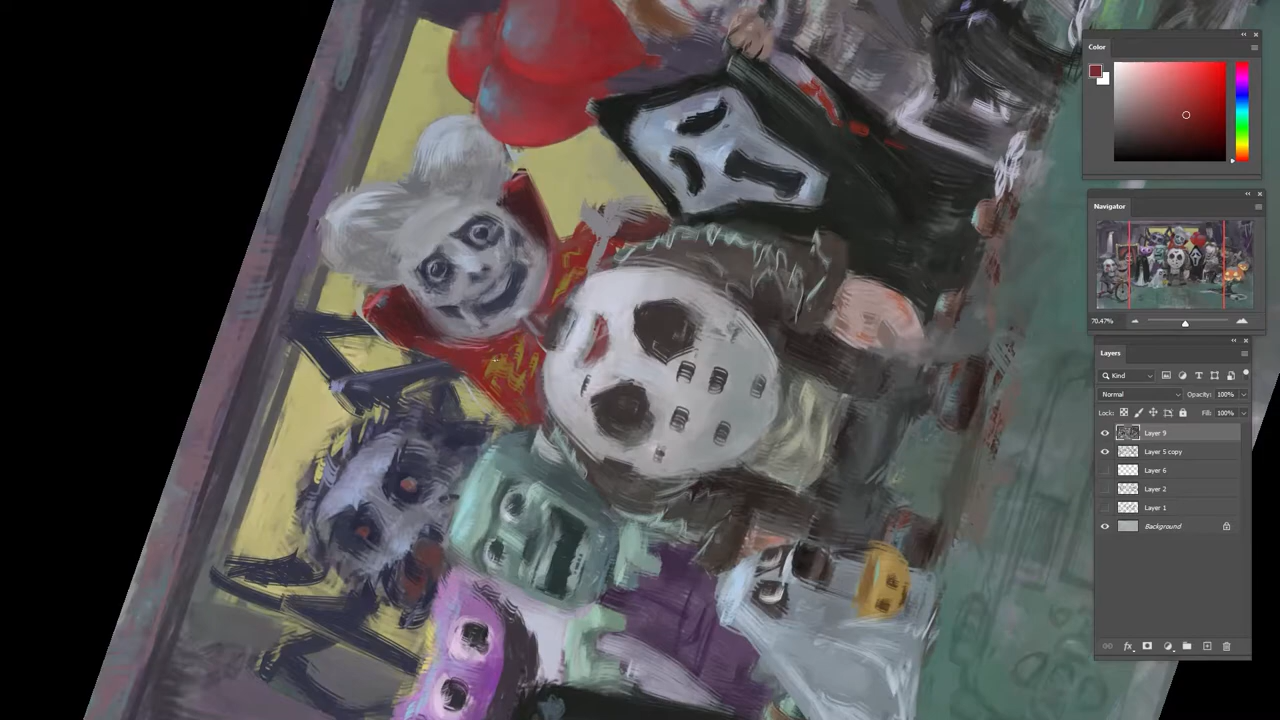 Color
Navigator
70.47%
Layers
Kind
Normal
Opacity: 100%
Lock:
Fill: 100%
Layer 9
Layer 5 copy
Layer 6
Layer 2
Layer 1
Background
fx